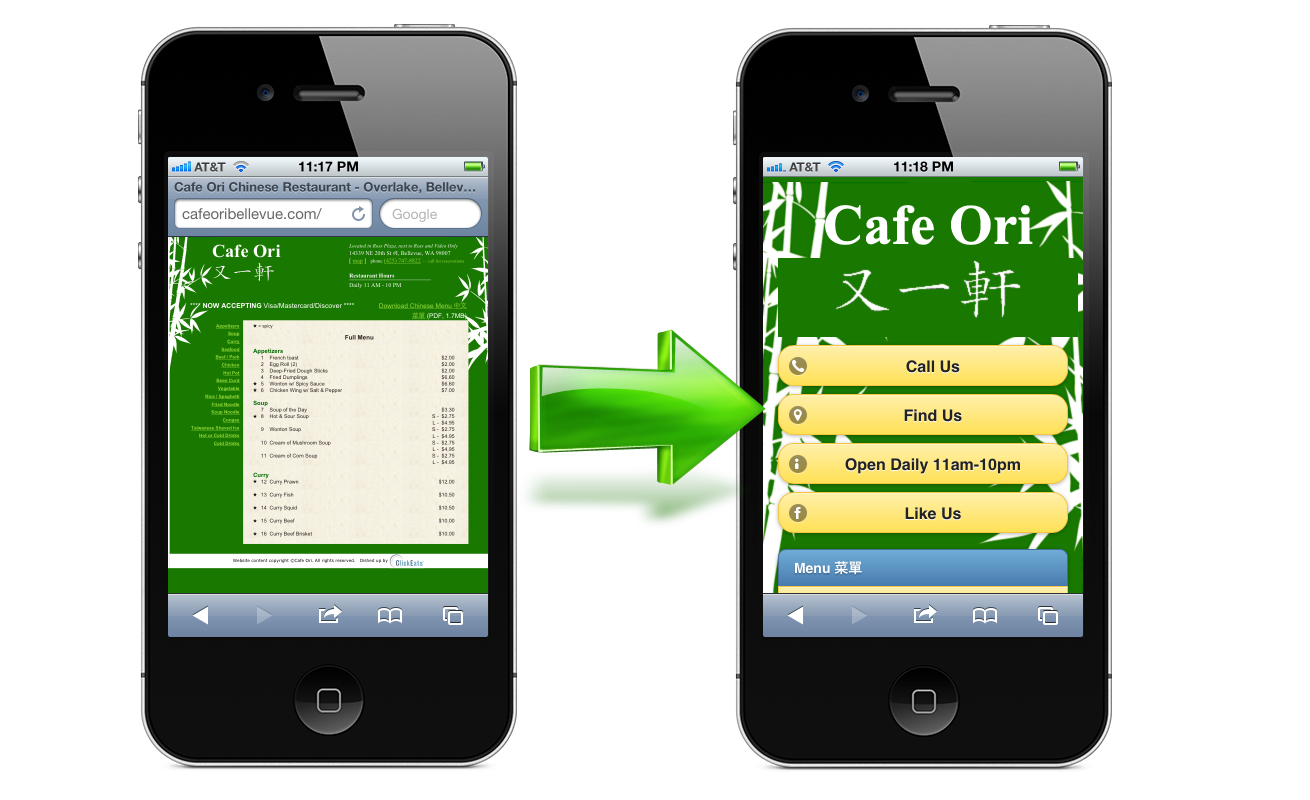 AT&T 11:17 PM
Cafe Ori Chinese Restaurant - Overlake, Bellev...
cafeoribellevue.com/ Google
Cafe Ori
又一軒
Located in Ross Plaza, next to Ross and Video Only
14339 NE 20th St #I, Bellevue, WA 98007
[ map ] phone (425) 747-8822
Restaurant Hours
Daily 11 AM - 10 PM
**** NOW ACCEPTING Visa/Mastercard/Discover ****
Download Chinese Menu 中文
菜單 (PDF, 1.7MB)
Appetizers
Soup
Curry
Seafood
Beef / Pork
Chicken
Hot Pot
Bean Curd
Vegetable
Rice / Spaghetti
Fried Noodle
Soup Noodle
Congee
Taiwanese Shaved Ice
Hot or Cold Drinks
Cold Drinks
★ = spicy
Full Menu
Appetizers
1 French toast $2.00
2 Egg Roll (2) $2.00
3 Deep-Fried Dough Sticks $2.00
4 Fried Dumplings $6.60
★ 5 Wonton w/ Spicy Sauce $6.60
★ 6 Chicken Wing w/ Salt & Pepper $7.00
Soup
7 Soup of the Day $3.30
★ 8 Hot & Sour Soup S - $2.75
L - $4.95
9 Wonton Soup S - $2.75
L - $4.95
10 Cream of Mushroom Soup S - $2.75
L - $4.95
11 Cream of Corn Soup S - $2.75
L - $4.95
Curry
★ 12 Curry Prawn $12.00
★ 13 Curry Fish $10.50
★ 14 Curry Squid $10.50
★ 15 Curry Beef $10.00
★ 16 Curry Beef Brisket $10.00
Website content copyright ©Cafe Ori. All rights reserved. Dished up by ClickEats
AT&T 11:18 PM
Cafe Ori
又一軒
Call Us
Find Us
Open Daily 11am-10pm
Like Us
Menu 菜單